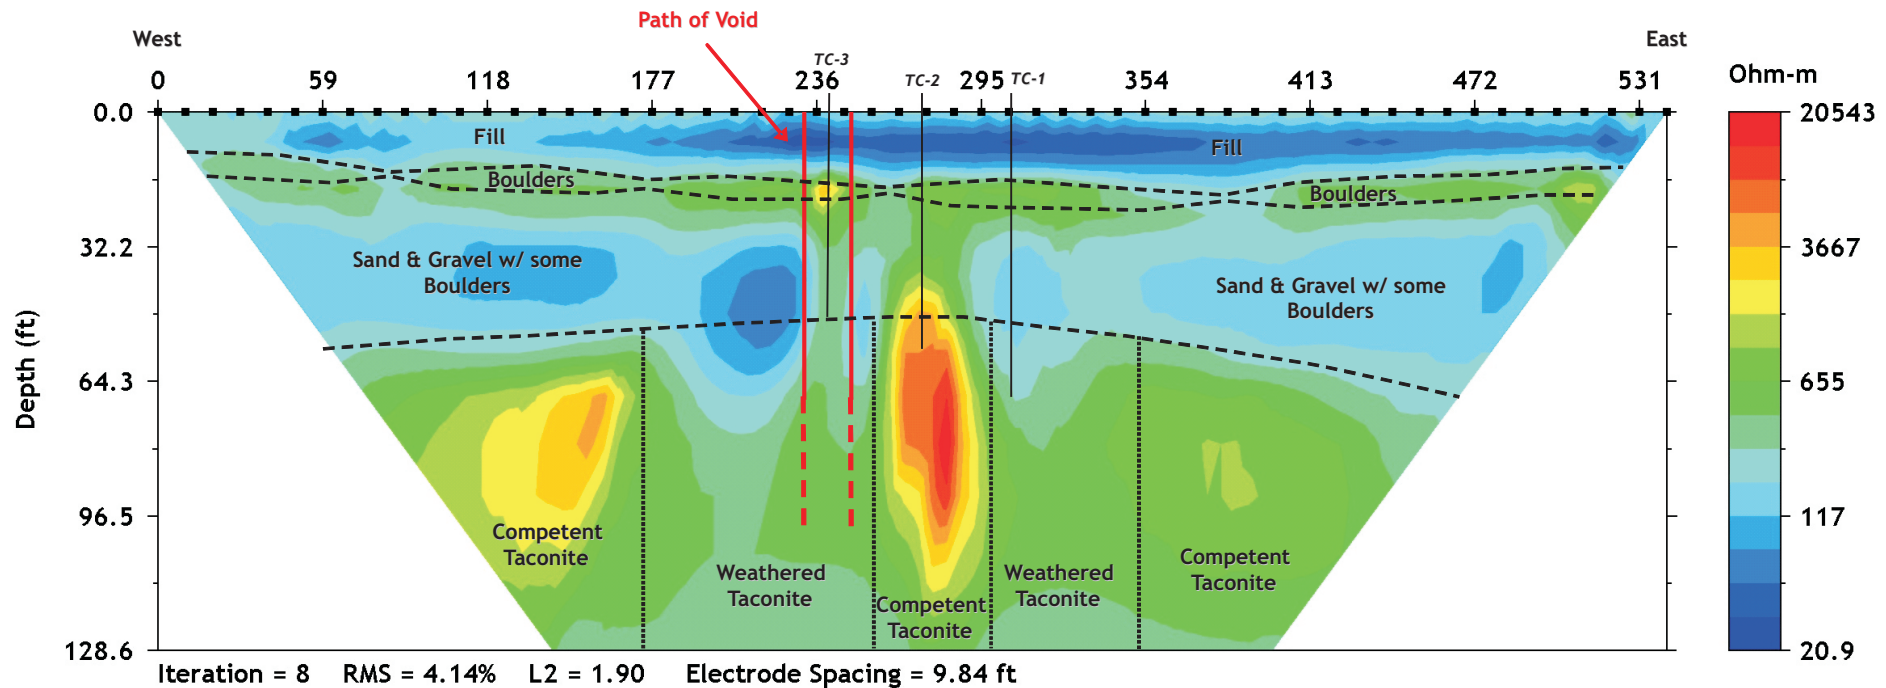 Path of Void
West
East
TC-3
TC-2
TC-1
0 59 118 177 236 295 354 413 472 531
Ohm-m
0.0
32.2
64.3
96.5
128.6
Depth (ft)
Fill
Fill
Boulders
Boulders
Sand & Gravel w/ some
Boulders
Sand & Gravel w/ some
Boulders
Competent
Taconite
Weathered
Taconite
Competent
Taconite
Weathered
Taconite
Competent
Taconite
20543
3667
655
117
20.9
Iteration = 8 RMS = 4.14% L2 = 1.90 Electrode Spacing = 9.84 ft